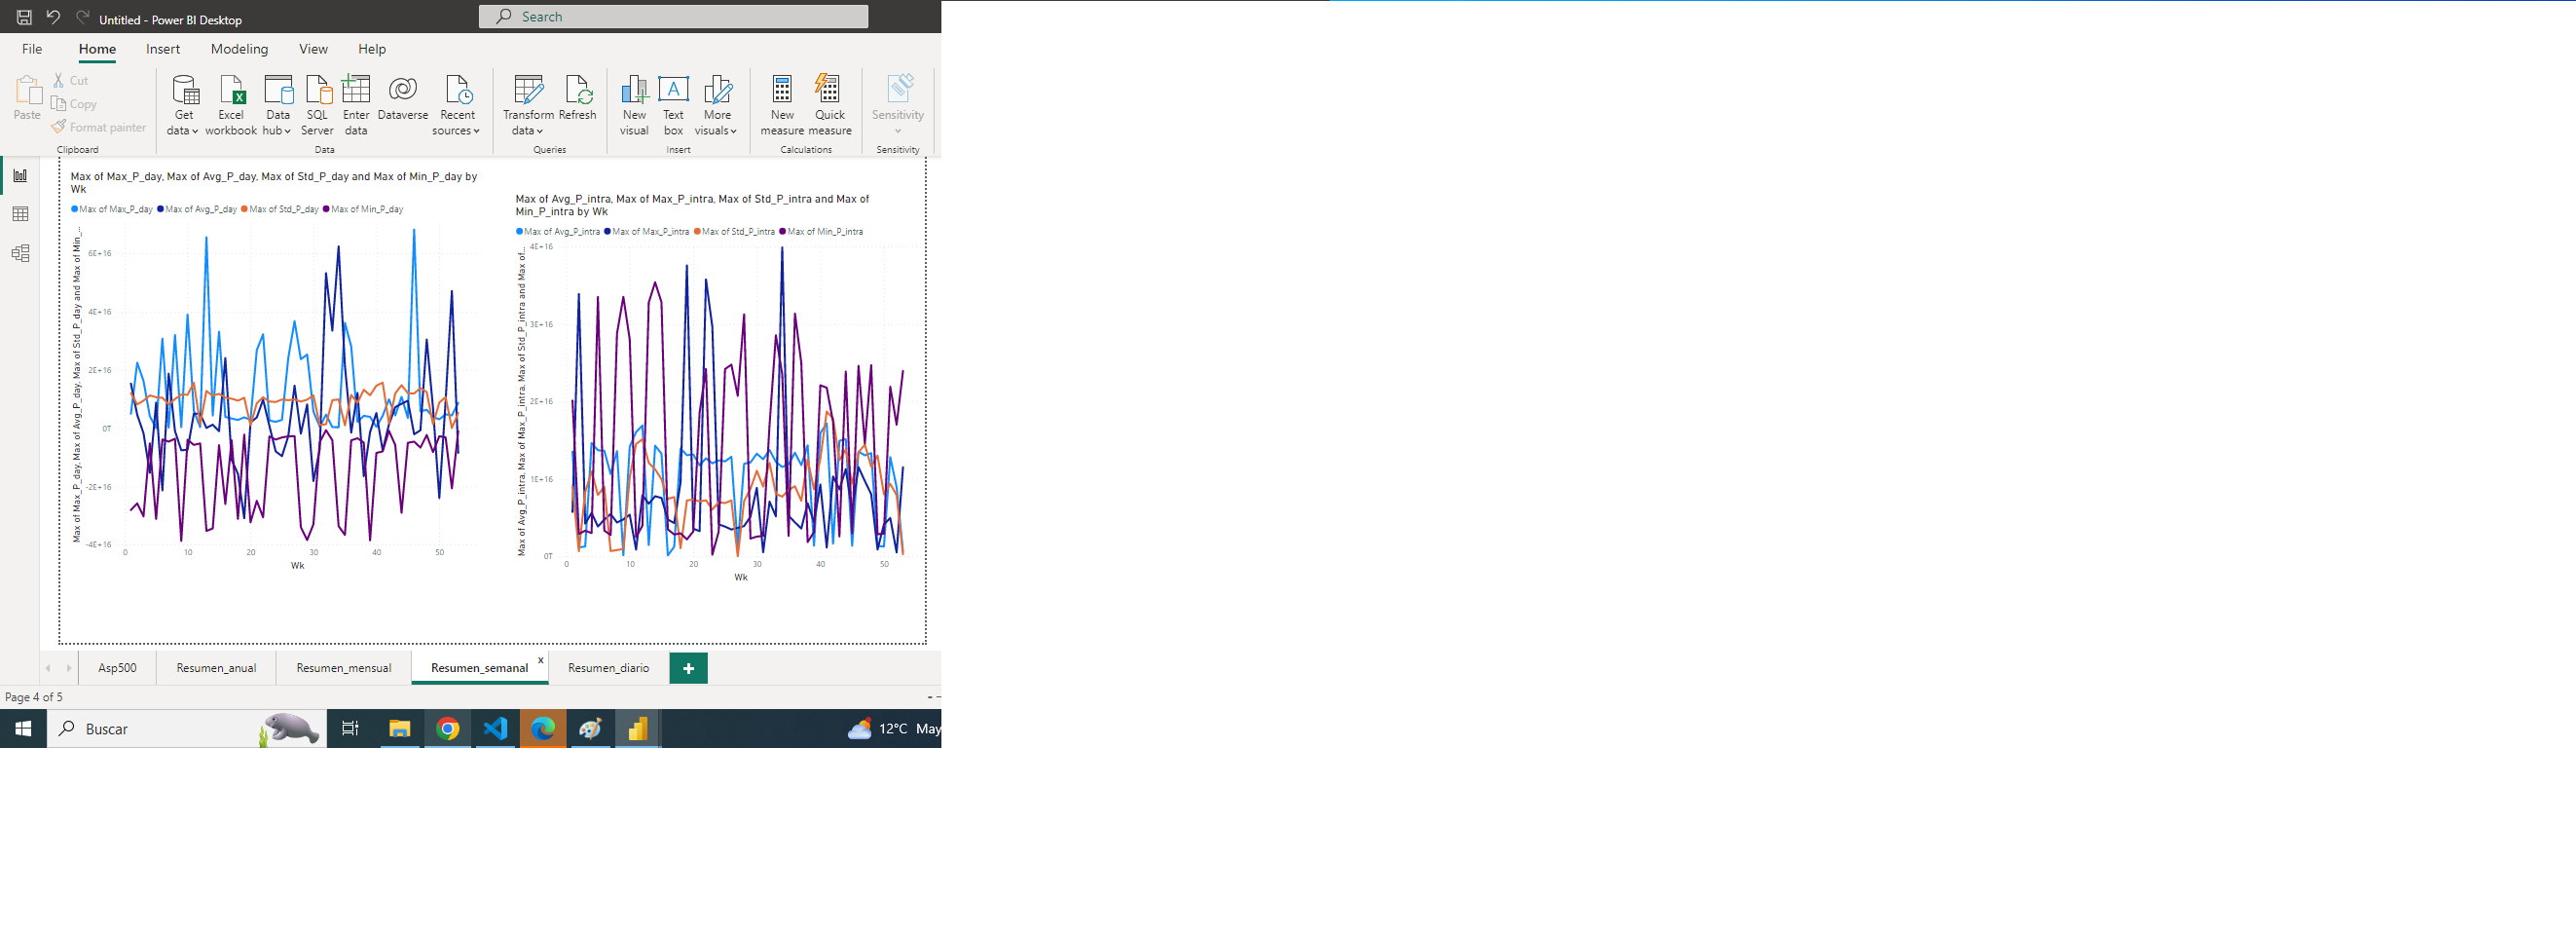 Untitled - Power BI Desktop
Search
File Home Insert Modeling View Help
Paste
Cut
Copy
Format painter
Clipboard
Get data
Excel workbook
Data hub
SQL Server
Enter data
Dataverse
Recent sources
Data
Transform data
Refresh
Queries
New visual
Text box
More visuals
Insert
New measure
Quick measure
Calculations
Sensitivity
Sensitivity
Max of Max_P_day, Max of Avg_P_day, Max of Std_P_day and Max of Min_P_day by
Wk
Max of Max_P_day Max of Avg_P_day Max of Std_P_day Max of Min_P_day
Max of Max_P_day, Max of Avg_P_day, Max of Std_P_day and Max of Min_...
6E+16
4E+16
2E+16
0T
-2E+16
-4E+16
0 10 20 30 40 50
Wk
Max of Avg_P_intra, Max of Max_P_intra, Max of Std_P_intra and Max of
Min_P_intra by Wk
Max of Avg_P_intra Max of Max_P_intra Max of Std_P_intra Max of Min_P_intra
Max of Avg_P_intra, Max of Max_P_intra, Max of Std_P_intra and Max of...
4E+16
3E+16
2E+16
1E+16
0T
0 10 20 30 40 50
Wk
Asp500 Resumen_anual Resumen_mensual Resumen_semanal x Resumen_diario +
Page 4 of 5
Buscar
12°C May